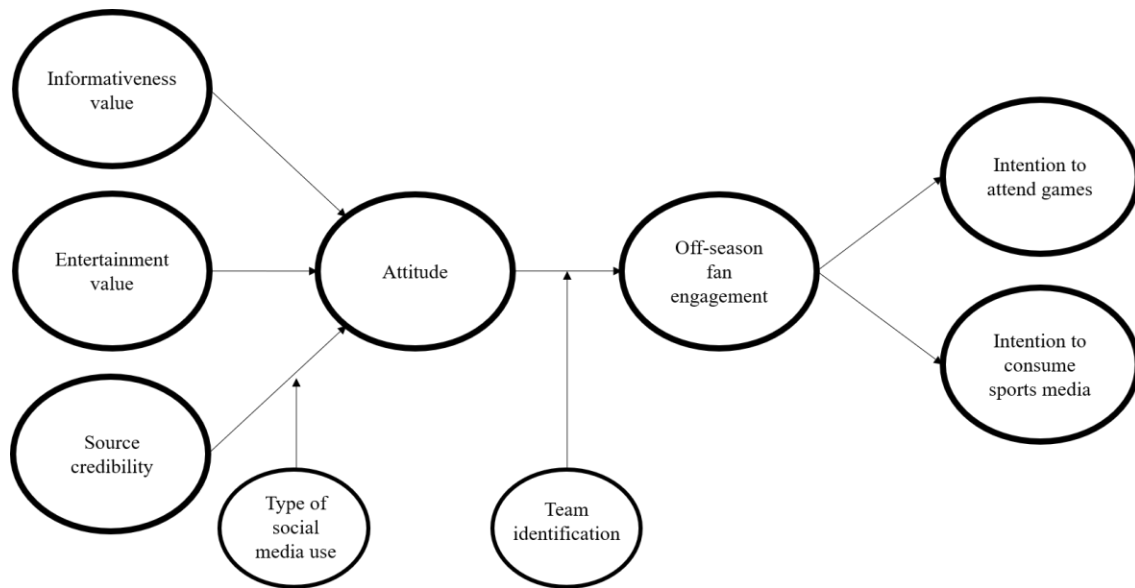 Informativeness
value
Entertainment
value
Source
credibility
Type of
social
media use
Attitude
Team
identification
Off-season
fan
engagement
Intention to
attend games
Intention to
consume
sports media